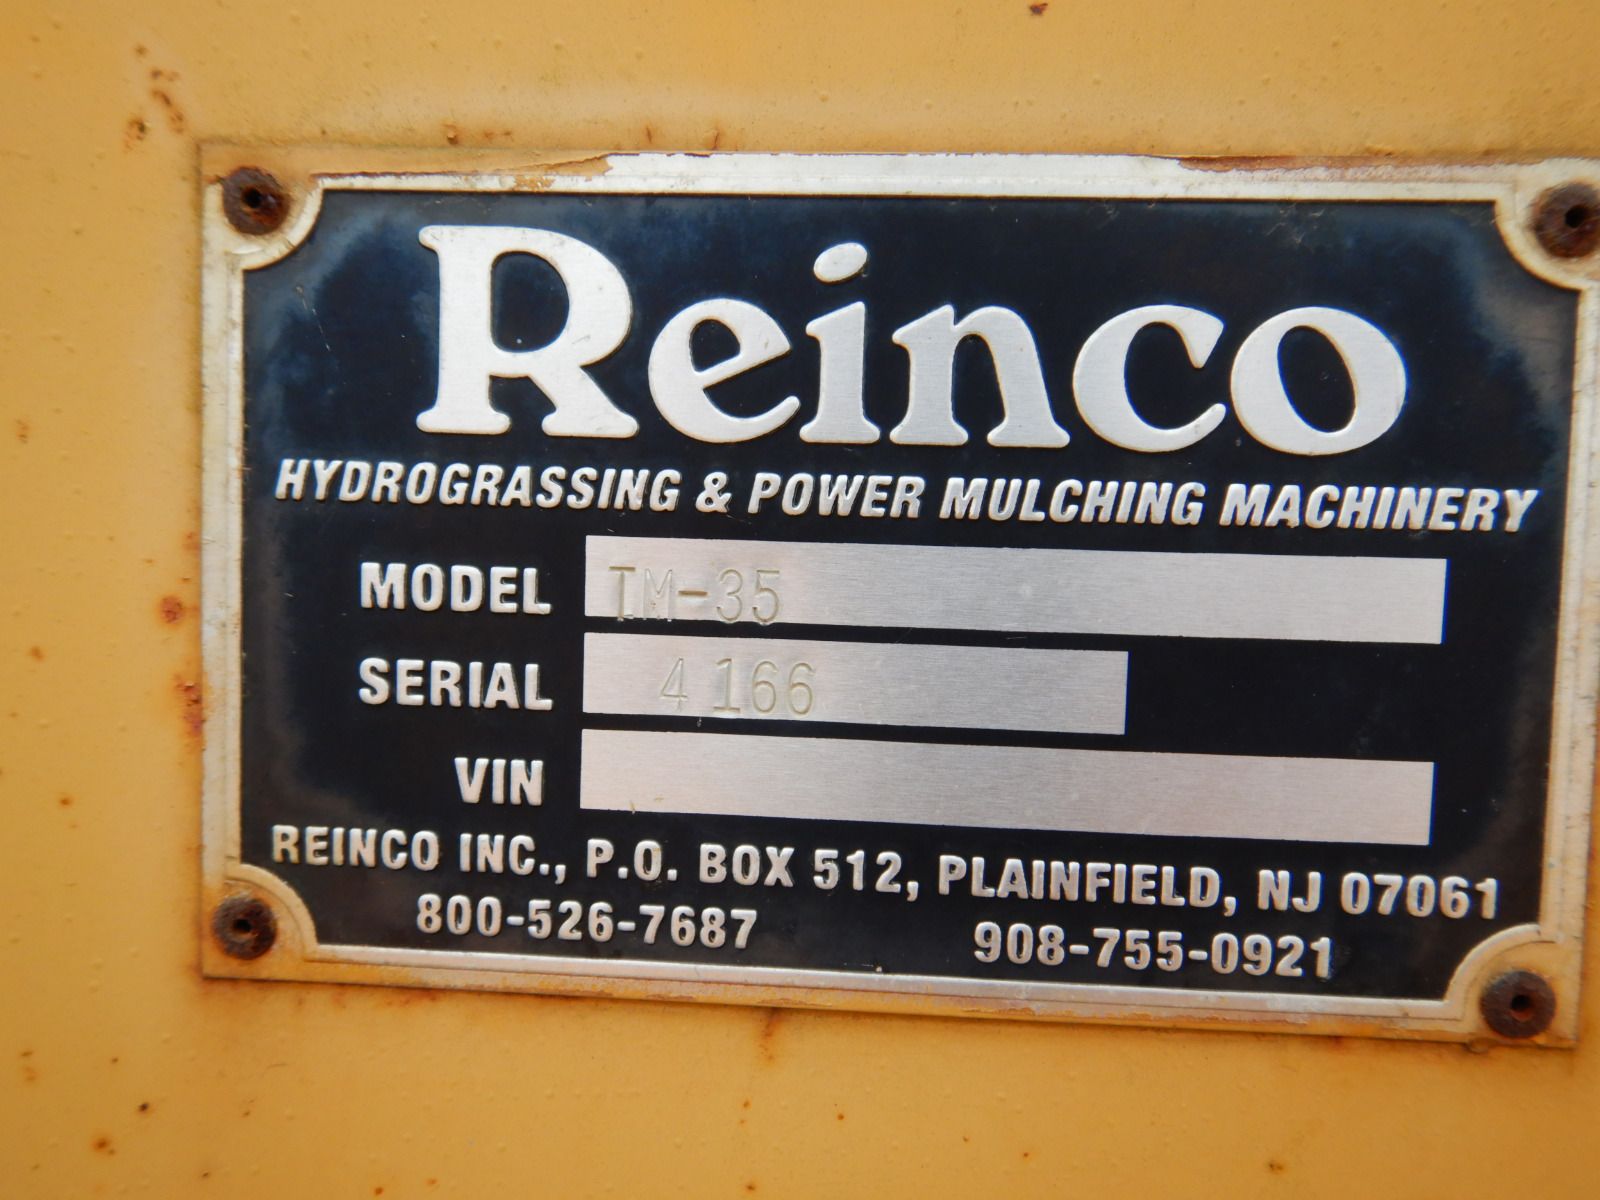 Reinco
HYDROGRASSING & POWER MULCHING MACHINERY
MODEL TM-35
SERIAL 4166
VIN
REINCO INC., P.O. BOX 512, PLAINFIELD, NJ 07061
800-526-7687 908-755-0921